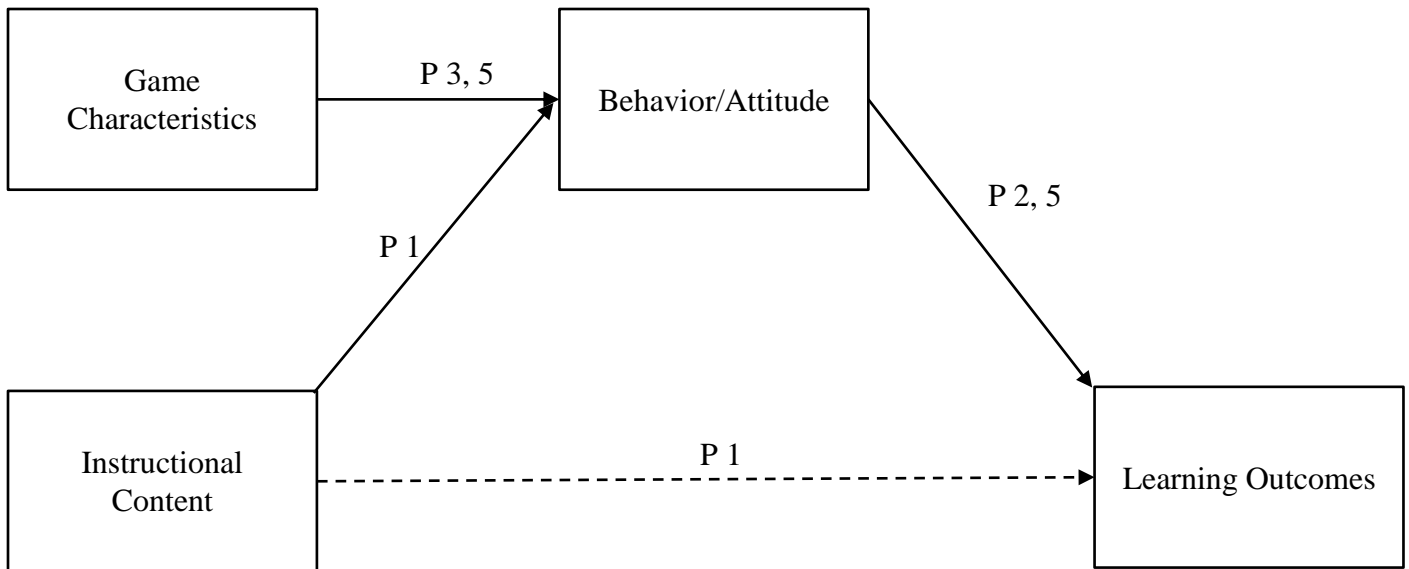 Game
Characteristics
P 3, 5
Behavior/Attitude
P 2, 5
P 1
Instructional
Content
P 1
Learning Outcomes